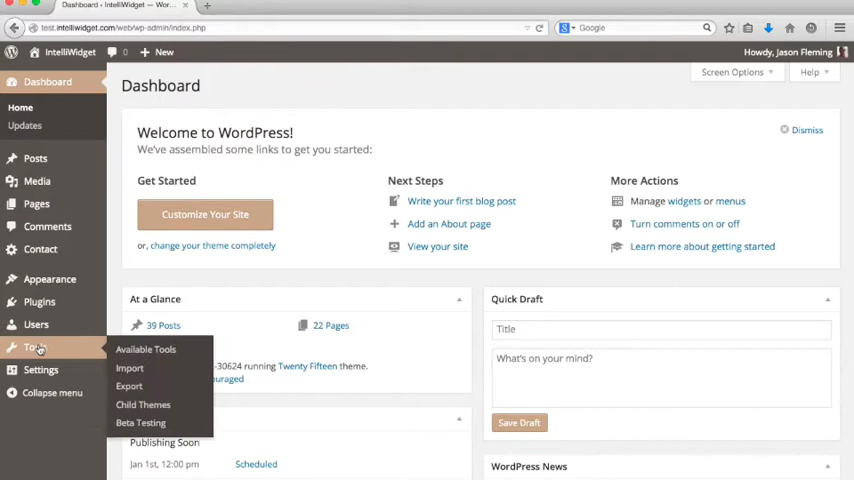 Dashboard ‹ IntelliWidget — Wor...
test.intelliwidget.com/web/wp-admin/index.php
Google
IntelliWidget
0
New
Howdy, Jason Fleming
Dashboard
Home
Updates
Posts
Media
Pages
Comments
Contact
Appearance
Plugins
Users
Settings
Collapse menu
Available Tools
Import
Export
Child Themes
Beta Testing
Dashboard
Screen Options
Help
Welcome to WordPress!
Dismiss
We've assembled some links to get you started:
Get Started
Customize Your Site
or, change your theme completely
Next Steps
Write your first blog post
Add an About page
View your site
More Actions
Manage widgets or menus
Turn comments on or off
Learn more about getting started
At a Glance
39 Posts
22 Pages
-30624 running Twenty Fifteen theme.
Publishing Soon
Jan 1st, 12:00 pm
Scheduled
Quick Draft
Title
What's on your mind?
Save Draft
WordPress News